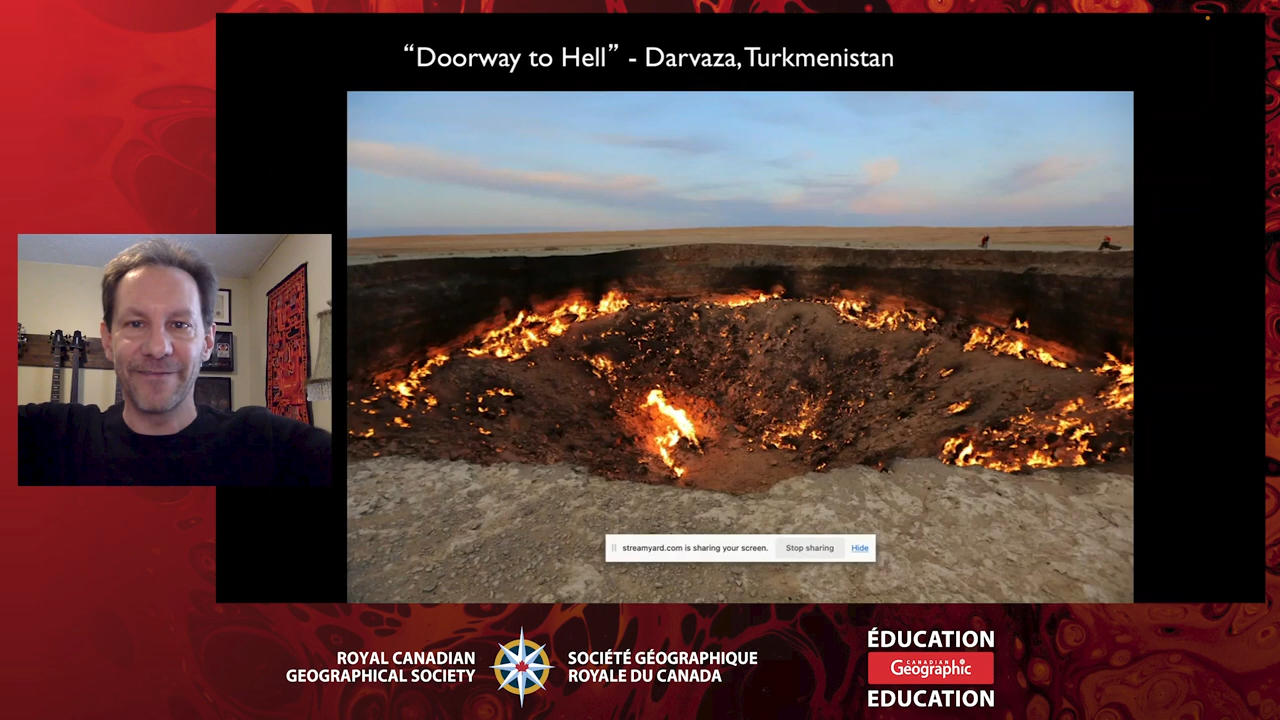 “Doorway to Hell” - Darvaza, Turkmenistan
streamyard.com is sharing your screen. Stop sharing Hide
ROYAL CANADIAN
GEOGRAPHICAL SOCIETY
SOCIÉTÉ GÉOGRAPHIQUE
ROYALE DU CANADA
ÉDUCATION
CANADIAN
Geographic
EDUCATION